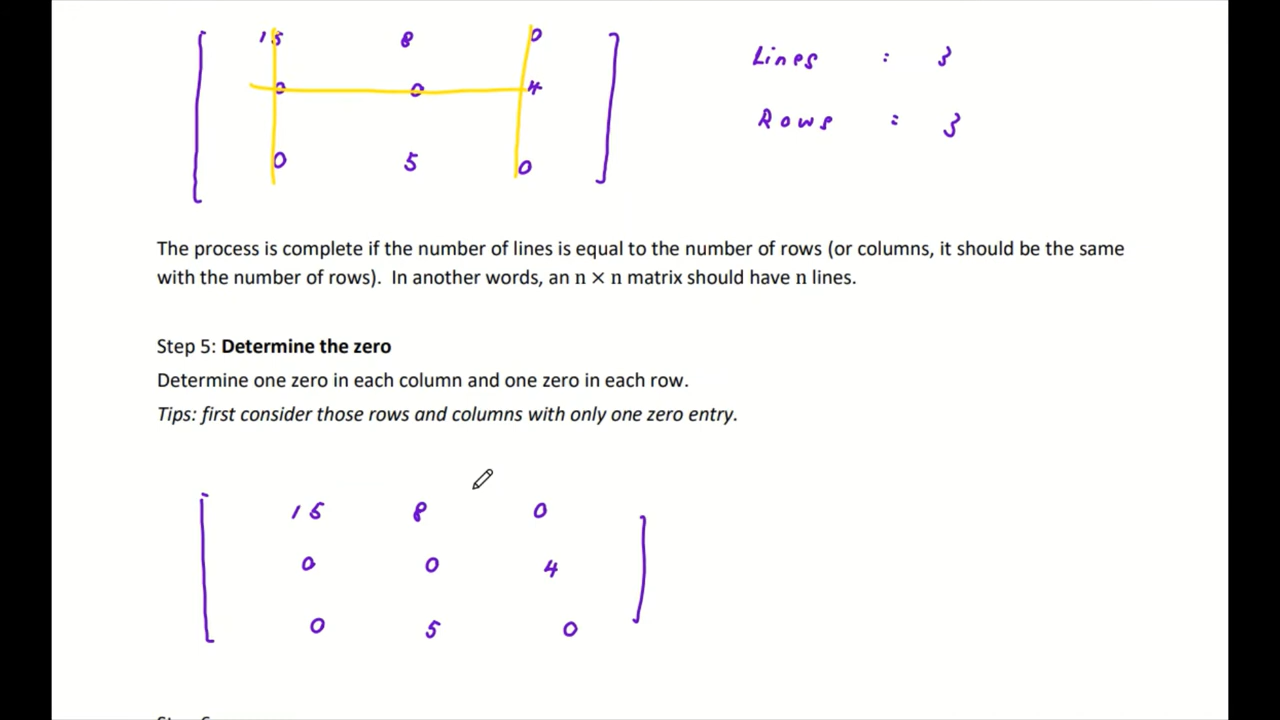 15 8 0
Lines : 3
0 0 4
Rows : 3
0 5 0
The process is complete if the number of lines is equal to the number of rows (or columns, it should be the same
with the number of rows). In another words, an n × n matrix should have n lines.
Step 5: Determine the zero
Determine one zero in each column and one zero in each row.
Tips: first consider those rows and columns with only one zero entry.
15 8 0
0 0 4
0 5 0